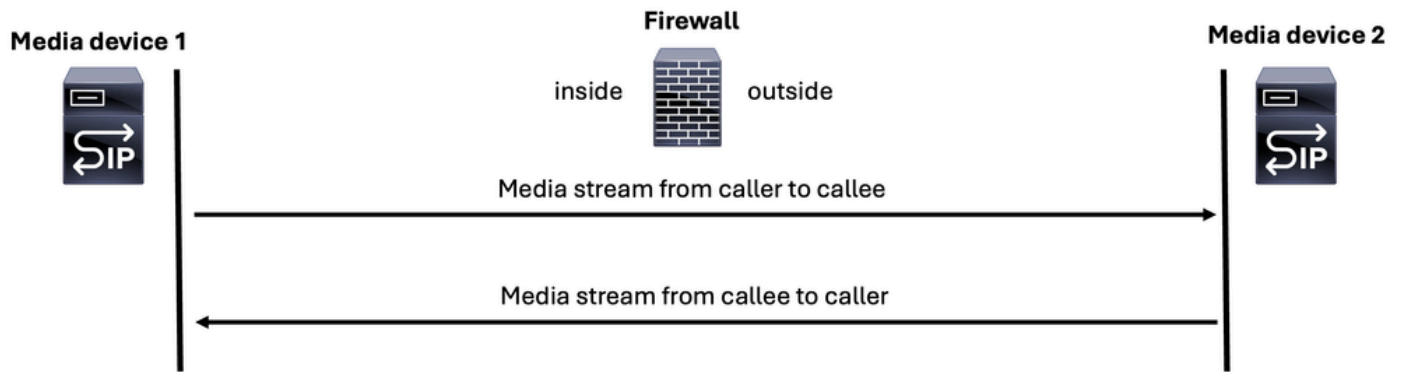 Firewall
Media device 1
Media device 2
inside
outside
SIP
SIP
Media stream from caller to callee
Media stream from callee to caller